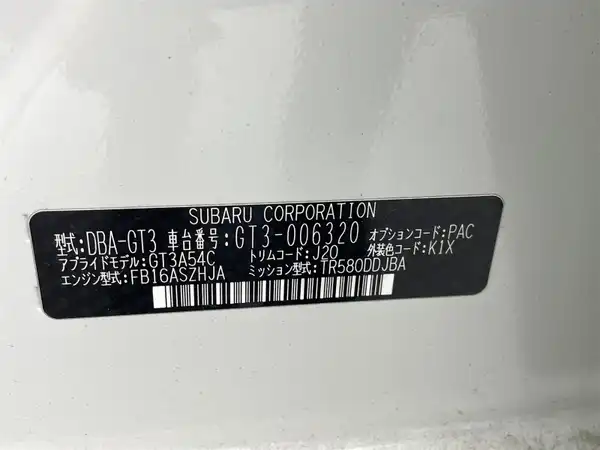 SUBARU CORPORATION
型式:DBA-GT3 車台番号:GT3-006320 オプションコード:PAC
アプライドモデル:GT3A54C トリムコード:J20 外装色コード:K1X
エンジン型式:FB16ASZHJA ミッション型式:TR580DDJBA